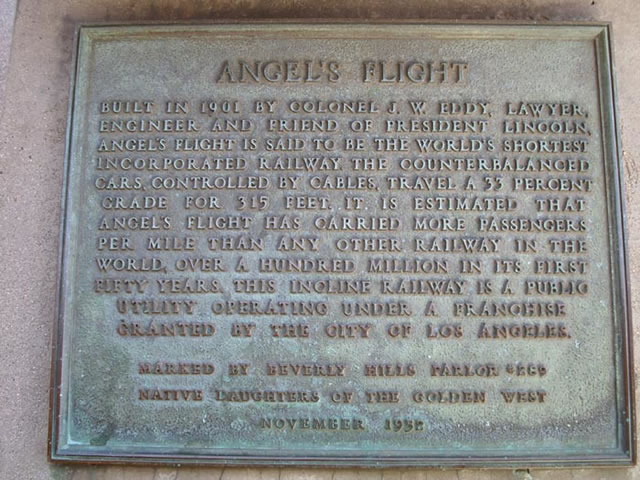 ANGEL'S FLIGHT
BUILT IN 1901 BY COLONEL J. W. EDDY, LAWYER,
ENGINEER AND FRIEND OF PRESIDENT LINCOLN,
ANGEL'S FLIGHT IS SAID TO BE THE WORLD'S SHORTEST
INCORPORATED RAILWAY. THE COUNTERBALANCED
CARS, CONTROLLED BY CABLES, TRAVEL A 33 PERCENT
GRADE FOR 315 FEET. IT IS ESTIMATED THAT
ANGEL'S FLIGHT HAS CARRIED MORE PASSENGERS
PER MILE THAN ANY OTHER RAILWAY IN THE
WORLD, OVER A HUNDRED MILLION IN ITS FIRST
FIFTY YEARS. THIS INCLINE RAILWAY IS A PUBLIC
UTILITY OPERATING UNDER A FRANCHISE
GRANTED BY THE CITY OF LOS ANGELES.
MARKED BY BEVERLY HILLS PARLOR
NATIVE DAUGHTERS OF THE GOLDEN WEST
NOVEMBER